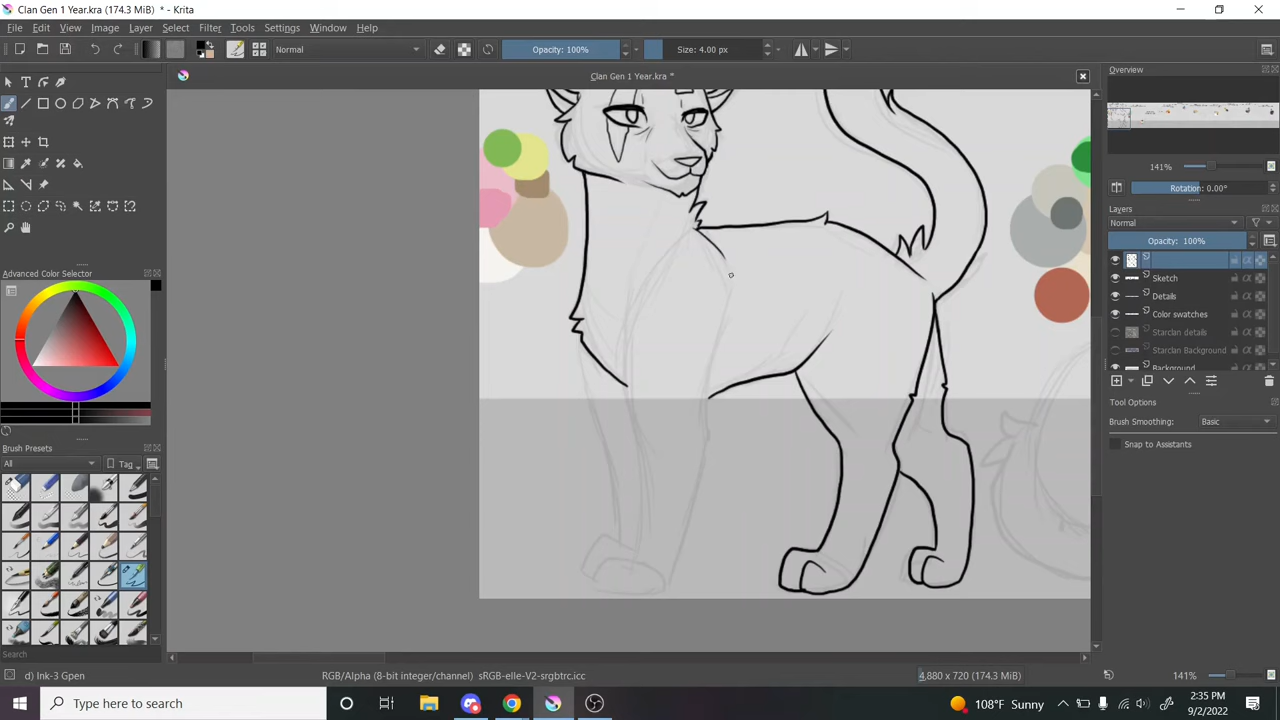 Clan Gen 1 Year.kra (174.3 MiB) * - Krita
File Edit View Image Layer Select Filter Tools Settings Window Help
Normal
Opacity: 100%
Size: 4.00 px
Clan Gen 1 Year.kra *
Overview
141%
Rotation: 0.00°
Layers
Normal
Opacity: 100%
Sketch
Details
Color swatches
Starclan details
Starclan Background
Background
Tool Options
Brush Smoothing: Basic
Snap to Assistants
Advanced Color Selector
Brush Presets
All
Tag
Search
d) Ink-3 Gpen
RGB/Alpha (8-bit integer/channel) sRGB-elle-V2-srgbtrc.icc
4,880 x 720 (174.3 MiB)
141%
Type here to search
108°F Sunny
2:35 PM
9/2/2022